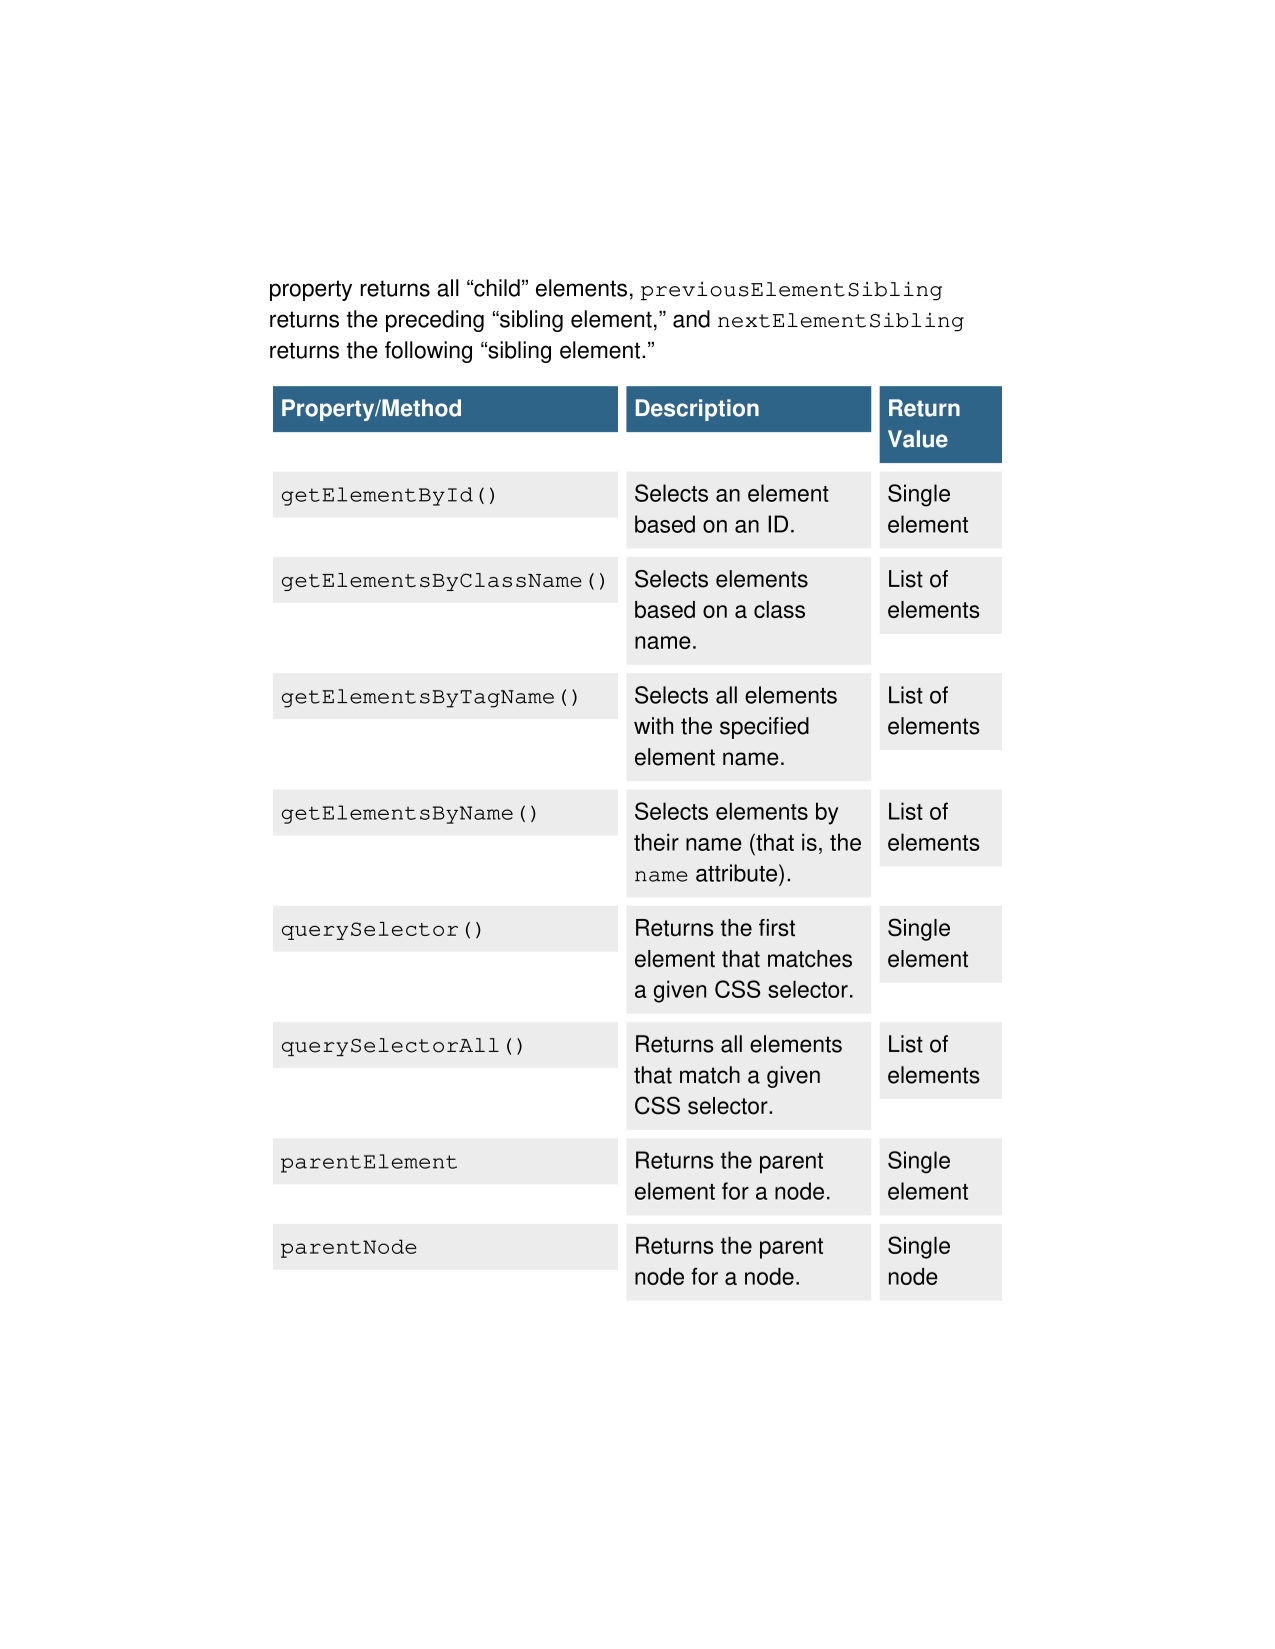 property returns all “child” elements, previousElementSibling
returns the preceding “sibling element,” and nextElementSibling
returns the following “sibling element.”
Property/Method Description Return
Value
getElementById() Selects an element Single
based on an ID. element
getElementsByClassName() Selects elements List of
based on a class elements
name.
getElementsByTagName() Selects all elements List of
with the specified elements
element name.
getElementsByName() Selects elements by List of
their name (that is, the elements
name attribute).
querySelector() Returns the first Single
element that matches element
a given CSS selector.
querySelectorAll() Returns all elements List of
that match a given elements
CSS selector.
parentElement Returns the parent Single
element for a node. element
parentNode Returns the parent Single
node for a node. node